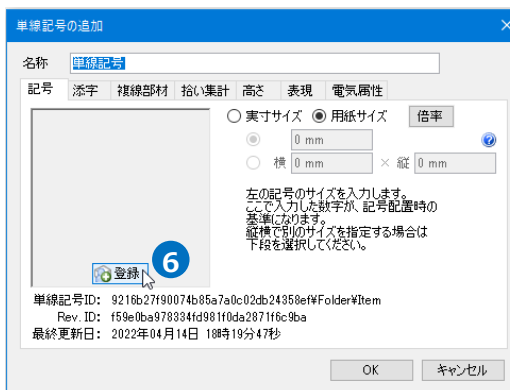 単線記号の追加
名称 単線記号
記号 添字 複線部材 拾い集計 高さ 表現 電気属性
実寸サイズ 用紙サイズ 倍率
0 mm
横 0 mm × 縦 0 mm
左の記号のサイズを入力します。
ここで入力した数字が、記号配置時の
基準になります。
縦横で別のサイズを指定する場合は
下段を選択してください。
登録 6
単線記号ID: 9216b27f90074b85a7a0c02db24358ef¥Folder¥Item
Rev. ID: f59e0ba978334fd981f0da2871f6c9ba
最終更新日: 2022年04月14日 18時19分47秒
OK キャンセル